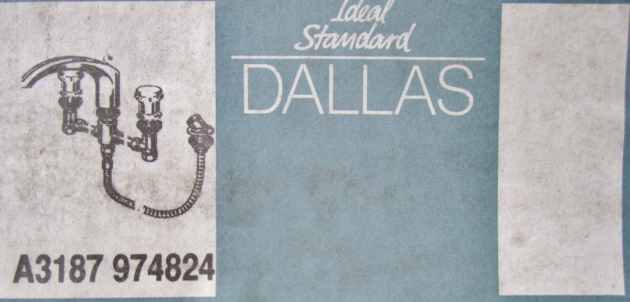 Ideal
Standard
DALLAS
A3187 974824